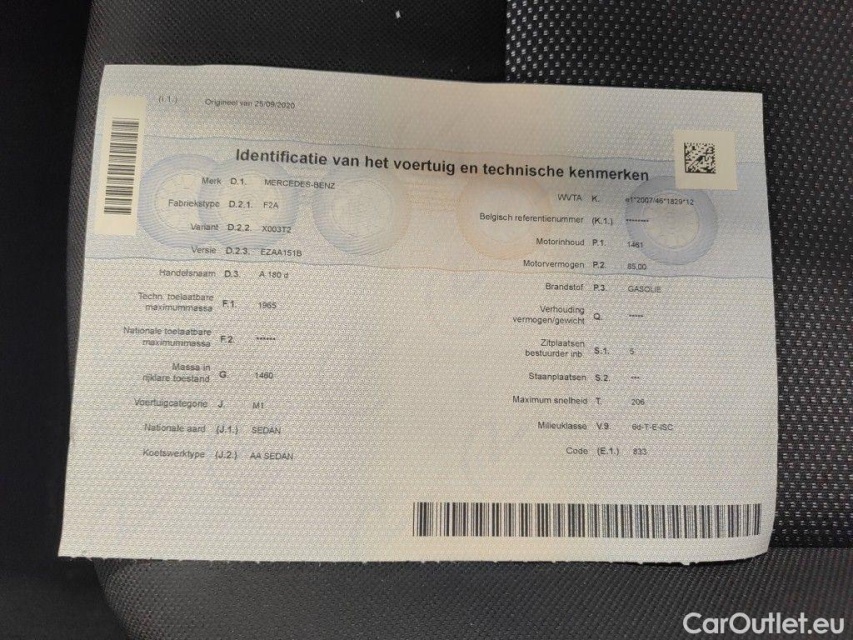 (I.1.) Origineel van 25/09/2020
Identificatie van het voertuig en technische kenmerken
Merk D.1. MERCEDES-BENZ
Fabriekstype D.2.1. F2A
Variant D.2.2. X003T2
Versie D.2.3. EZAA151B
Handelsnaam D.3. A 180 d
Techn. toelaatbare
maximummassa F.1. 1965
Nationale toelaatbare
maximummassa F.2. ------
Massa in
rijklare toestand G. 1460
Voertuigcategorie J. M1
Nationale aard (J.1.) SEDAN
Koetswerktype (J.2.) AA SEDAN
WVTA K. e1*2007/46*1829*12
Belgisch referentienummer (K.1.) -------
Motorinhoud P.1. 1461
Motorvermogen P.2. 85,00
Brandstof P.3. GASOLIE
Verhouding
vermogen/gewicht Q. -----
Zitplaatsen
bestuurder inb. S.1. 5
Staanplaatsen S.2. ---
Maximum snelheid T. 206
Milieuklasse V.9. 6d-T-E-ISC
Code (E.1.) 833
CarOutlet.eu